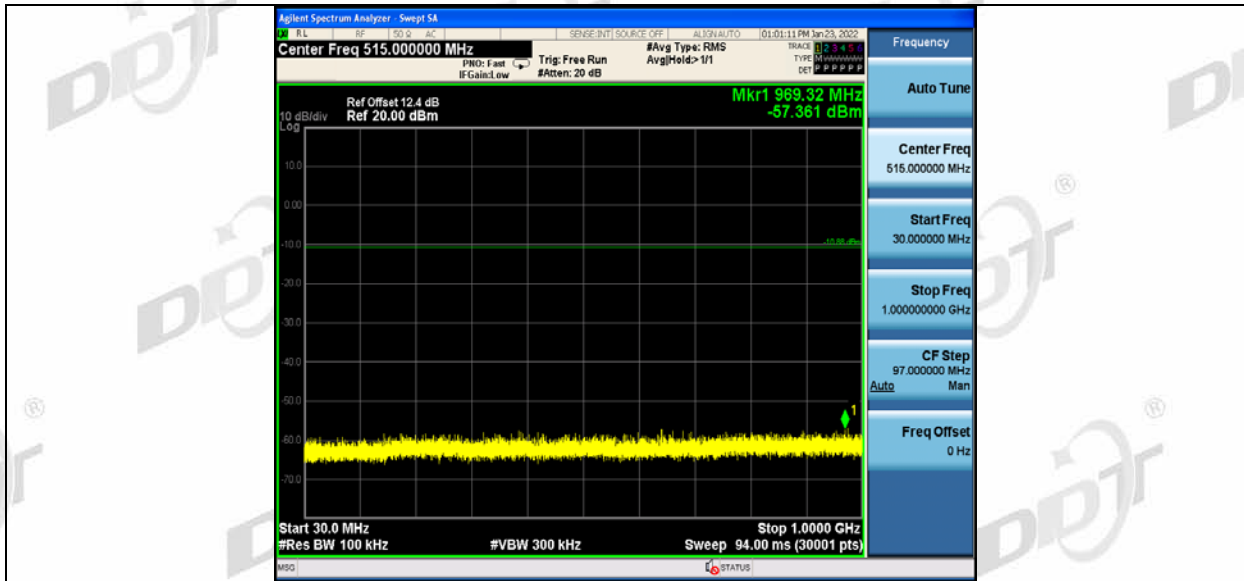 Agilent Spectrum Analyzer - Swept SA
RL RF 50 Ω AC SENSE:INT SOURCE OFF ALIGNAUTO 01:01:11 PM Jan 23, 2022
Center Freq 515.000000 MHz
PNO: Fast
IFGain:Low
Trig: Free Run
#Atten: 20 dB
#Avg Type: RMS
Avg|Hold:>1/1
TRACE 1 2 3 4 5 6
TYPE M WWWWW
DET P P P P P P
Frequency
Auto Tune
Mkr1 969.32 MHz
-57.361 dBm
Ref Offset 12.4 dB
10 dB/div Ref 20.00 dBm
Log
10.0
0.00
-10.0
-10.88 dBm
-20.0
-30.0
-40.0
-50.0
-60.0
-70.0
1
Center Freq
515.000000 MHz
Start Freq
30.000000 MHz
Stop Freq
1.000000000 GHz
CF Step
97.000000 MHz
Auto Man
Freq Offset
0 Hz
Start 30.0 MHz Stop 1.0000 GHz
#Res BW 100 kHz #VBW 300 kHz Sweep 94.00 ms (30001 pts)
MSG STATUS
DDT
®